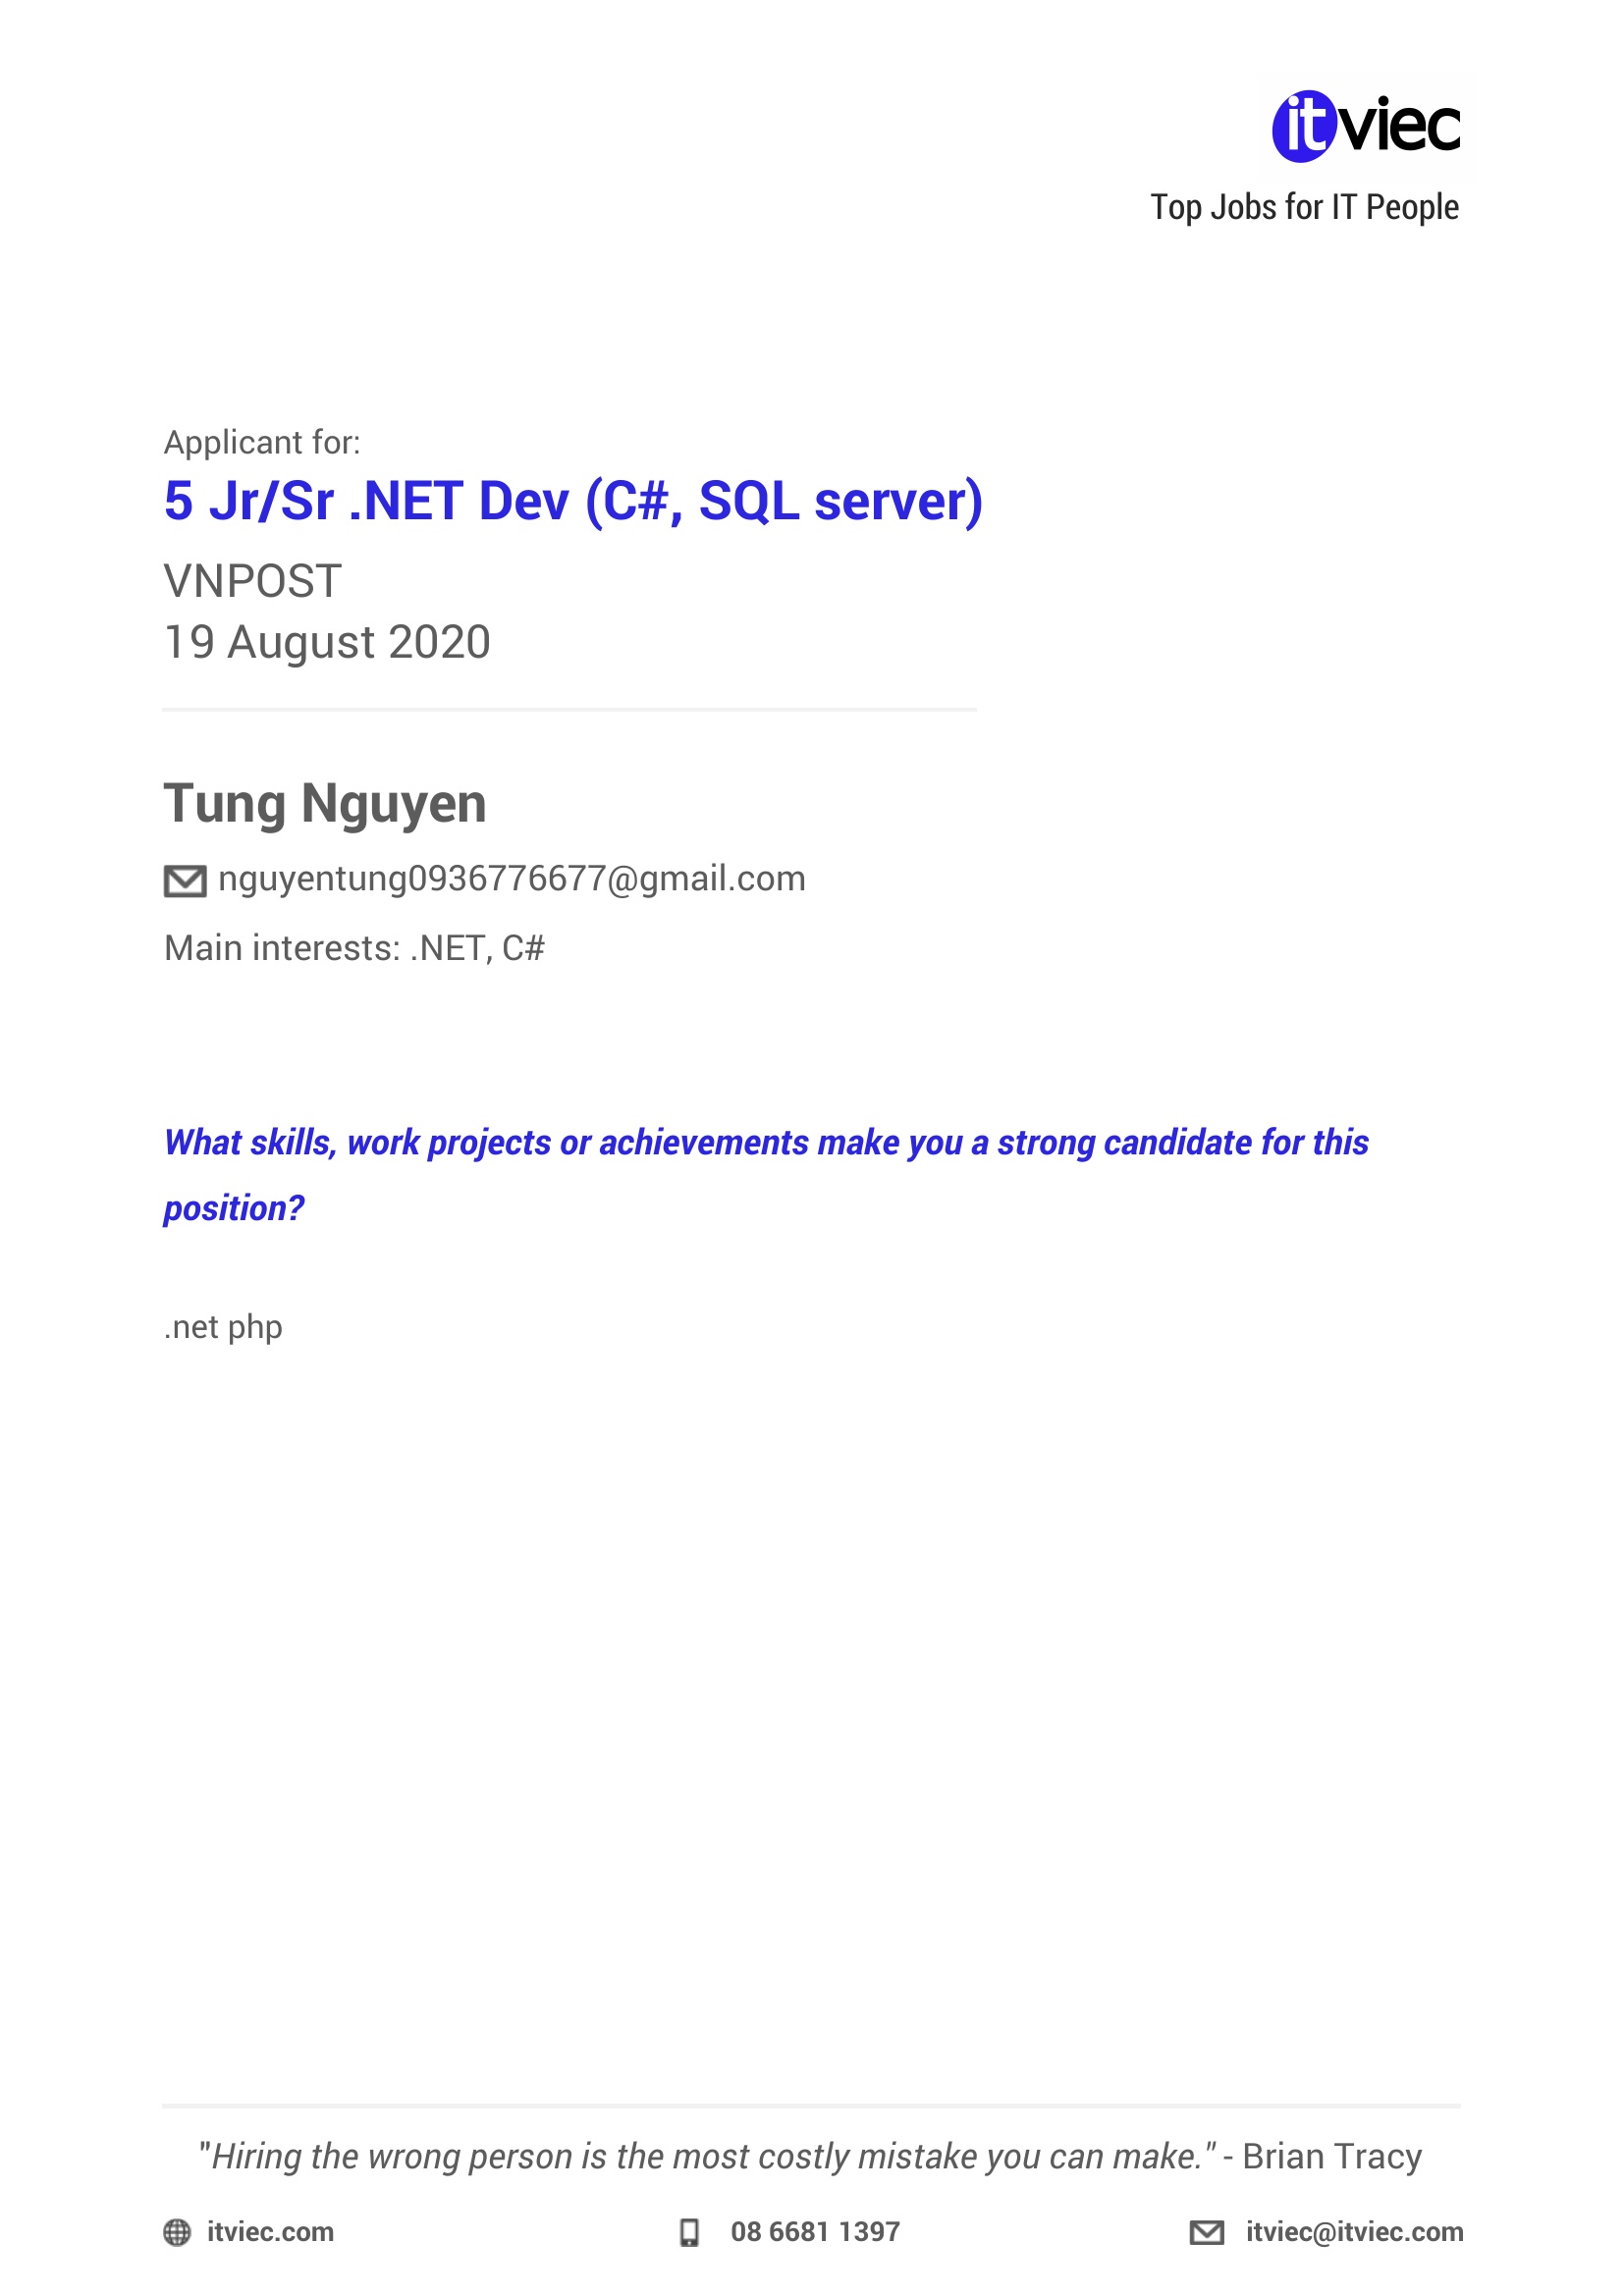 itviec
Top Jobs for IT People
Applicant for:
5 Jr/Sr .NET Dev (C#, SQL server)
VNPOST
19 August 2020
Tung Nguyen
nguyentung0936776677@gmail.com
Main interests: .NET, C#
What skills, work projects or achievements make you a strong candidate for this
position?
.net php
"Hiring the wrong person is the most costly mistake you can make." - Brian Tracy
itviec.com 08 6681 1397 itviec@itviec.com